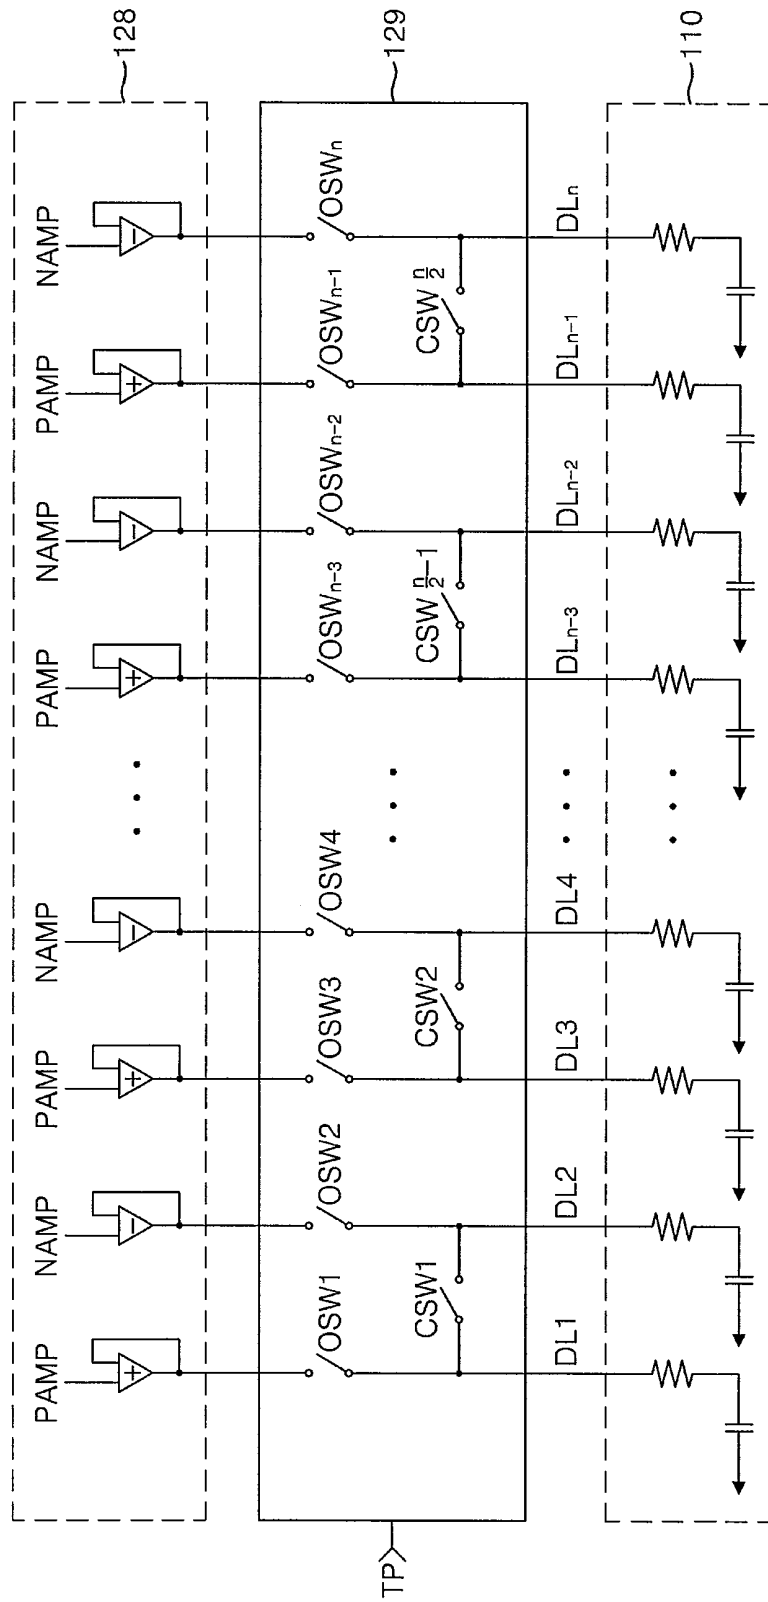 PAMP NAMP PAMP NAMP PAMP NAMP PAMP NAMP
128
OSW1 OSW2 OSW3 OSW4 OSWn-3 OSWn-2 OSWn-1 OSWn
TP
129
CSW1 CSW2 CSW n/2-1 CSW n/2
DL1 DL2 DL3 DL4 DLn-3 DLn-2 DLn-1 DLn
110